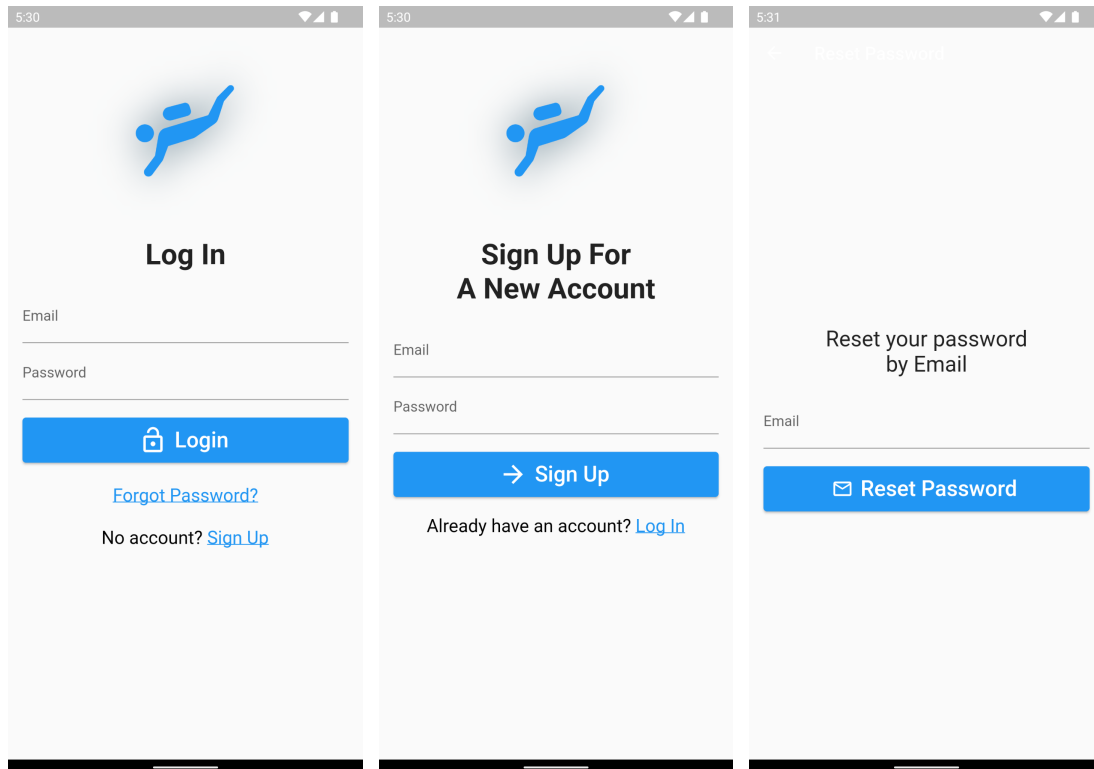 5:30
Log In
Email
Password
Login
Forgot Password?
No account? Sign Up
5:30
Sign Up For
A New Account
Email
Password
Sign Up
Already have an account? Log In
5:31
Reset Password
Reset your password
by Email
Email
Reset Password